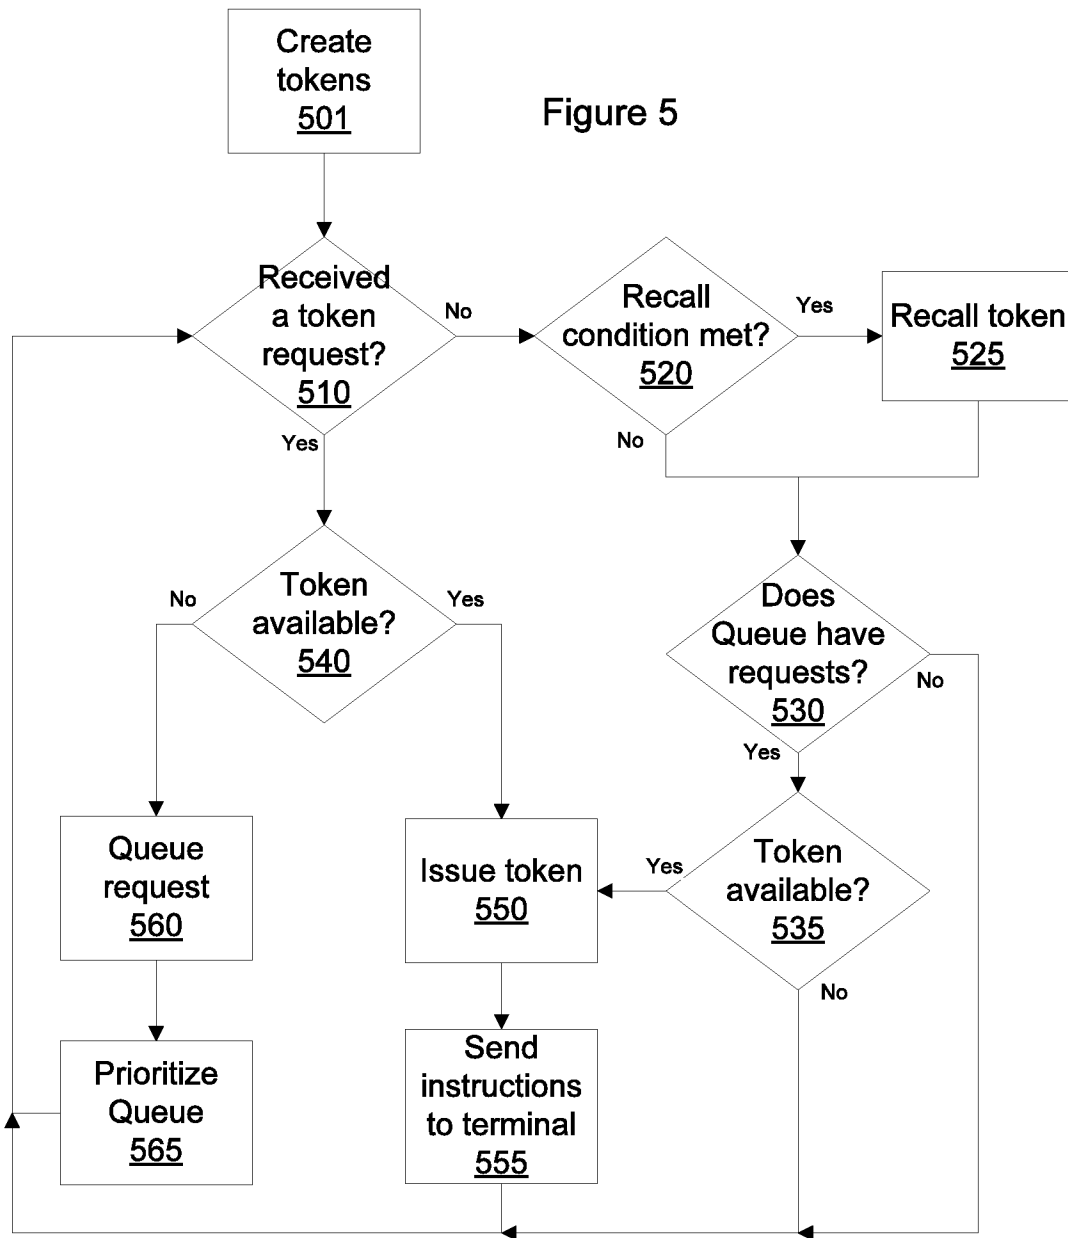 Create
tokens
501
Figure 5
Received
a token
request?
510
No
Recall
condition met?
520
Yes
Recall token
525
Yes
No
Token
available?
540
No
Yes
Does
Queue have
requests?
530
No
Yes
Queue
request
560
Issue token
550
Yes
Token
available?
535
No
Prioritize
Queue
565
Send
instructions
to terminal
555